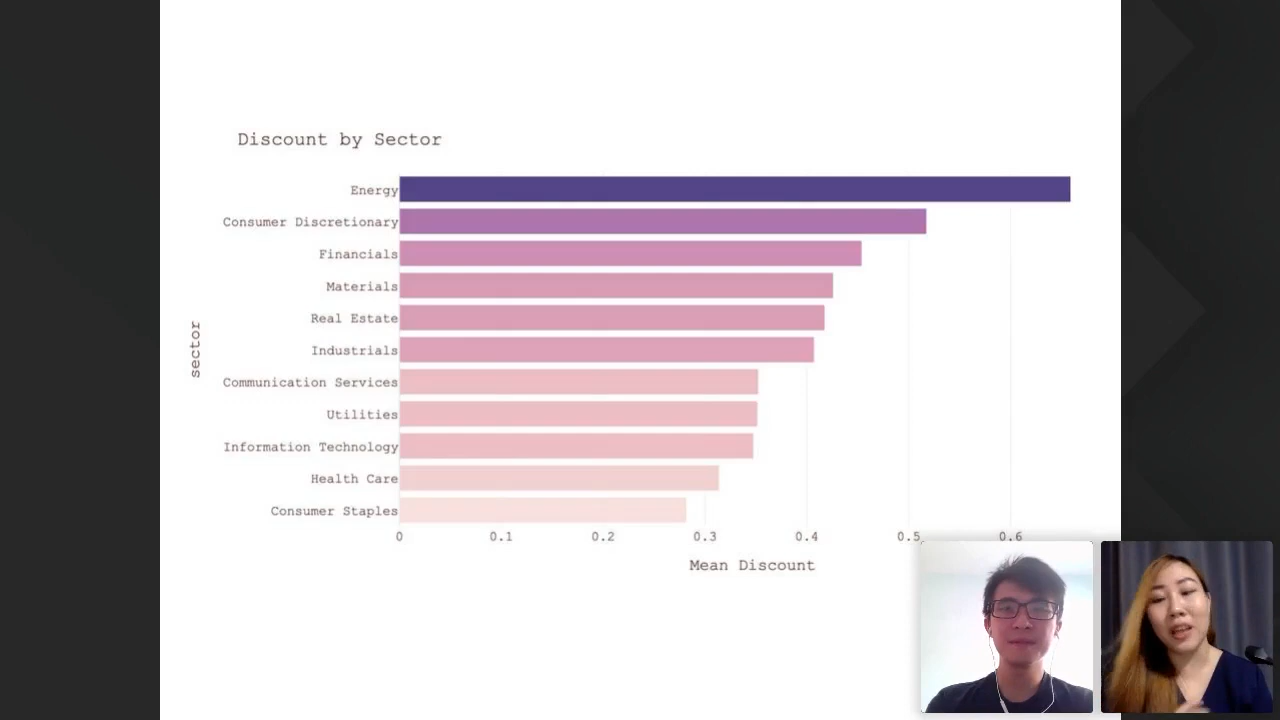 Discount by Sector
Energy
Consumer Discretionary
Financials
Materials
Real Estate
Industrials
Communication Services
Utilities
Information Technology
Health Care
Consumer Staples
sector
0 0.1 0.2 0.3 0.4 0.5 0.6
Mean Discount